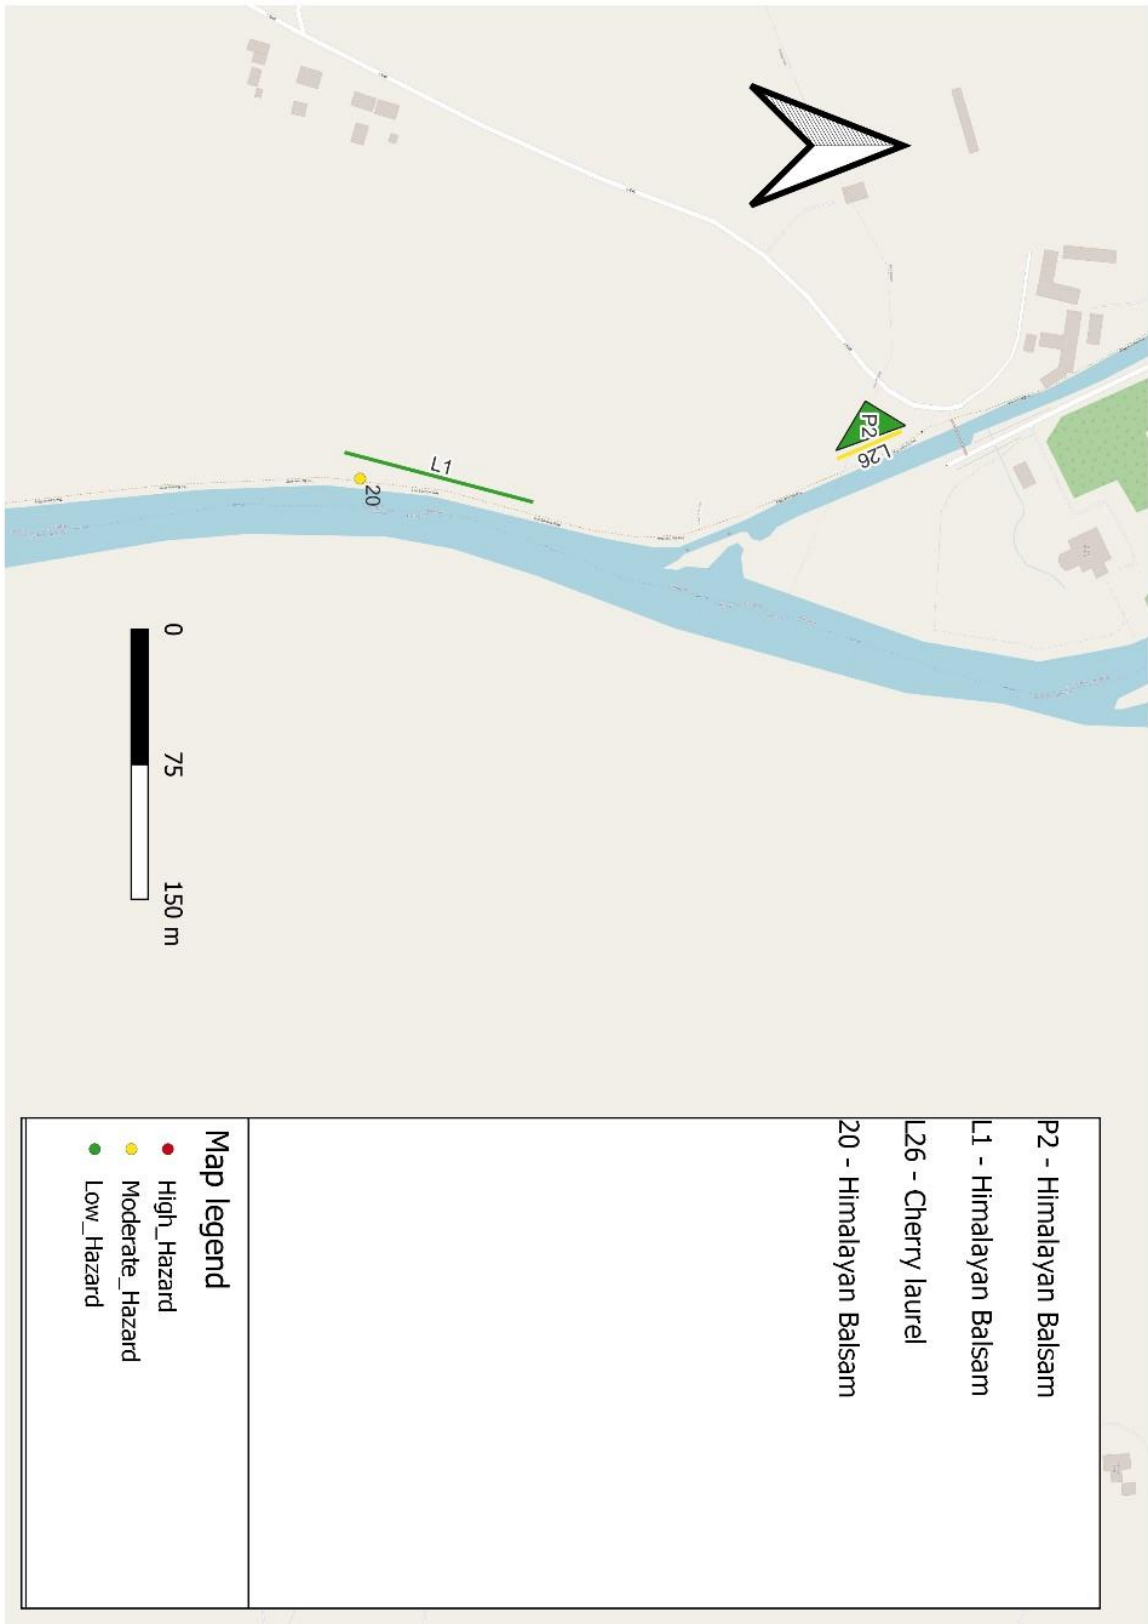 P2
L26
L1
20
0
75
150 m
P2 - Himalayan Balsam
L1 - Himalayan Balsam
L26 - Cherry laurel
20 - Himalayan Balsam
Map legend
High_Hazard
Moderate_Hazard
Low_Hazard